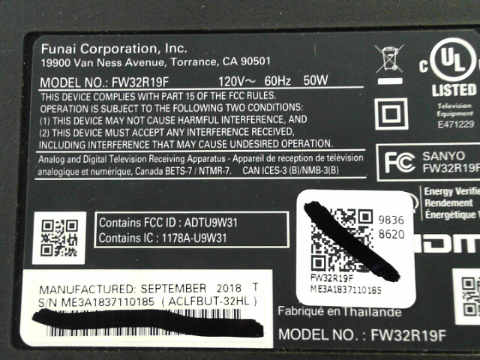 Funai Corporation, Inc.
19900 Van Ness Avenue, Torrance, CA 90501
MODEL NO.: FW32R19F 120V~ 60Hz 50W
THIS DEVICE COMPLIES WITH PART 15 OF THE FCC RULES.
OPERATION IS SUBJECT TO THE FOLLOWING TWO CONDITIONS:
(1) THIS DEVICE MAY NOT CAUSE HARMFUL INTERFERENCE, AND
(2) THIS DEVICE MUST ACCEPT ANY INTERFERENCE RECEIVED,
INCLUDING INTERFERENCE THAT MAY CAUSE UNDESIRED OPERATION.
Analog and Digital Television Receiving Apparatus - Appareil de réception de télévision
analogique et numérique, Canada BETS-7 / NTMR-7. CAN ICES-3 (B)/NMB-3(B)
C UL
LISTED
Television
Equipment
E471229
FC SANYO
FW32R19F
Energy Verifie
Rendement
Énergétique V
HDMI
Contains FCC ID : ADTU9W31
Contains IC : 1178A-U9W31
9836
8620
FW32R19F
ME3A1837110185
MANUFACTURED: SEPTEMBER 2018 T
S/N ME3A1837110185 ( ACLFBUT-32HL )
Fabriqué en Thaïlande
MODEL NO.: FW32R19F